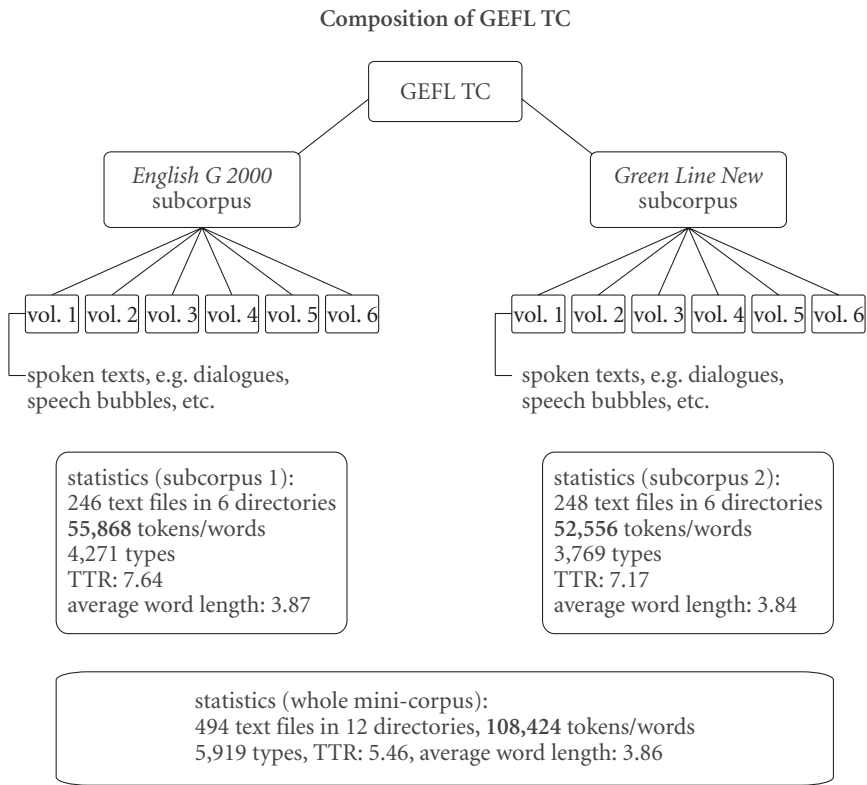 Composition of GEFL TC
GEFL TC
English G 2000
subcorpus
Green Line New
subcorpus
vol. 1 vol. 2 vol. 3 vol. 4 vol. 5 vol. 6
vol. 1 vol. 2 vol. 3 vol. 4 vol. 5 vol. 6
spoken texts, e.g. dialogues,
speech bubbles, etc.
spoken texts, e.g. dialogues,
speech bubbles, etc.
statistics (subcorpus 1):
246 text files in 6 directories
55,868 tokens/words
4,271 types
TTR: 7.64
average word length: 3.87
statistics (subcorpus 2):
248 text files in 6 directories
52,556 tokens/words
3,769 types
TTR: 7.17
average word length: 3.84
statistics (whole mini-corpus):
494 text files in 12 directories, 108,424 tokens/words
5,919 types, TTR: 5.46, average word length: 3.86